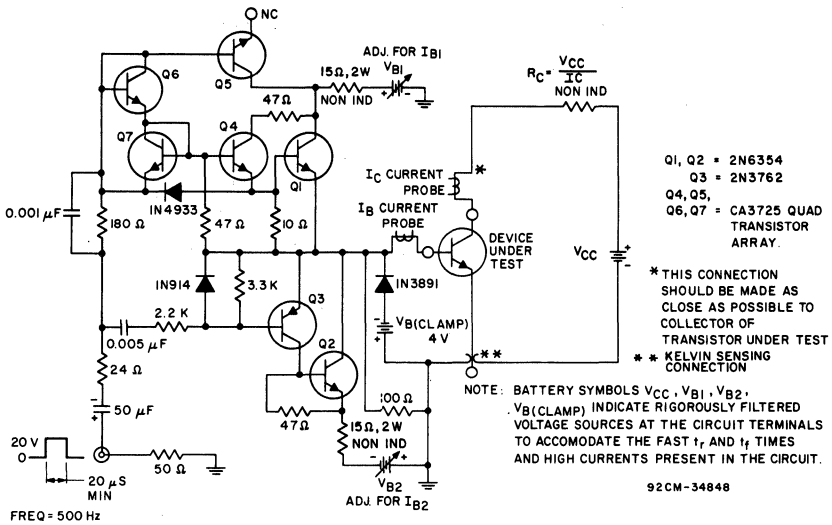 NC
Q6
Q5
ADJ. FOR IB1
VB1
15Ω, 2W
NON IND
+ -
RC = VCC
IC
NON IND
47Ω
Q7
Q4
Q1
IC CURRENT
PROBE
*
Q1, Q2 = 2N6354
Q3 = 2N3762
Q4, Q5,
Q6, Q7 = CA3725 QUAD
TRANSISTOR
ARRAY.
0.001 μF
180 Ω
1N4933
47 Ω
10 Ω
IB CURRENT
PROBE
DEVICE
UNDER
TEST
VCC
+
-
* THIS CONNECTION
SHOULD BE MADE AS
CLOSE AS POSSIBLE TO
COLLECTOR OF
TRANSISTOR UNDER TEST
* * KELVIN SENSING
CONNECTION
1N914
3.3 K
Q3
1N3891
2.2 K
0.005 μF
-
+
VB(CLAMP)
4 V
* *
Q2
24 Ω
-
+
50 μF
47Ω
100Ω
15Ω, 2W
NON IND
NOTE: BATTERY SYMBOLS VCC, VB1, VB2,
VB(CLAMP) INDICATE RIGOROUSLY FILTERED
VOLTAGE SOURCES AT THE CIRCUIT TERMINALS
TO ACCOMODATE THE FAST tr AND tf TIMES
AND HIGH CURRENTS PRESENT IN THE CIRCUIT.
20 V
0
50 Ω
- +
VB2
ADJ. FOR IB2
20 μS
MIN
92CM-34848
FREQ = 500 Hz